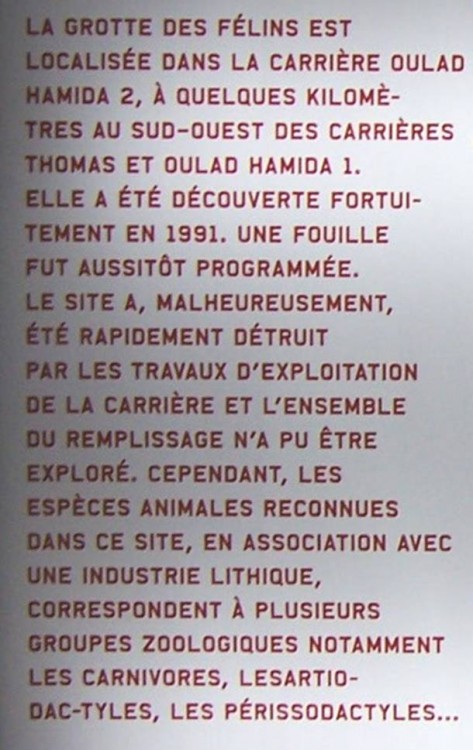 LA GROTTE DES FÉLINS EST
LOCALISÉE DANS LA CARRIÈRE OULAD
HAMIDA 2, À QUELQUES KILOMÈ-
TRES AU SUD-OUEST DES CARRIÈRES
THOMAS ET OULAD HAMIDA 1.
ELLE A ÉTÉ DÉCOUVERTE FORTUI-
TEMENT EN 1991. UNE FOUILLE
FUT AUSSITÔT PROGRAMMÉE.
LE SITE A, MALHEUREUSEMENT,
ÉTÉ RAPIDEMENT DÉTRUIT
PAR LES TRAVAUX D'EXPLOITATION
DE LA CARRIÈRE ET L'ENSEMBLE
DU REMPLISSAGE N'A PU ÊTRE
EXPLORÉ. CEPENDANT, LES
ESPÈCES ANIMALES RECONNUES
DANS CE SITE, EN ASSOCIATION AVEC
UNE INDUSTRIE LITHIQUE,
CORRESPONDENT À PLUSIEURS
GROUPES ZOOLOGIQUES NOTAMMENT
LES CARNIVORES, LESARTIO-
DAC-TYLES, LES PÉRISSODACTYLES...